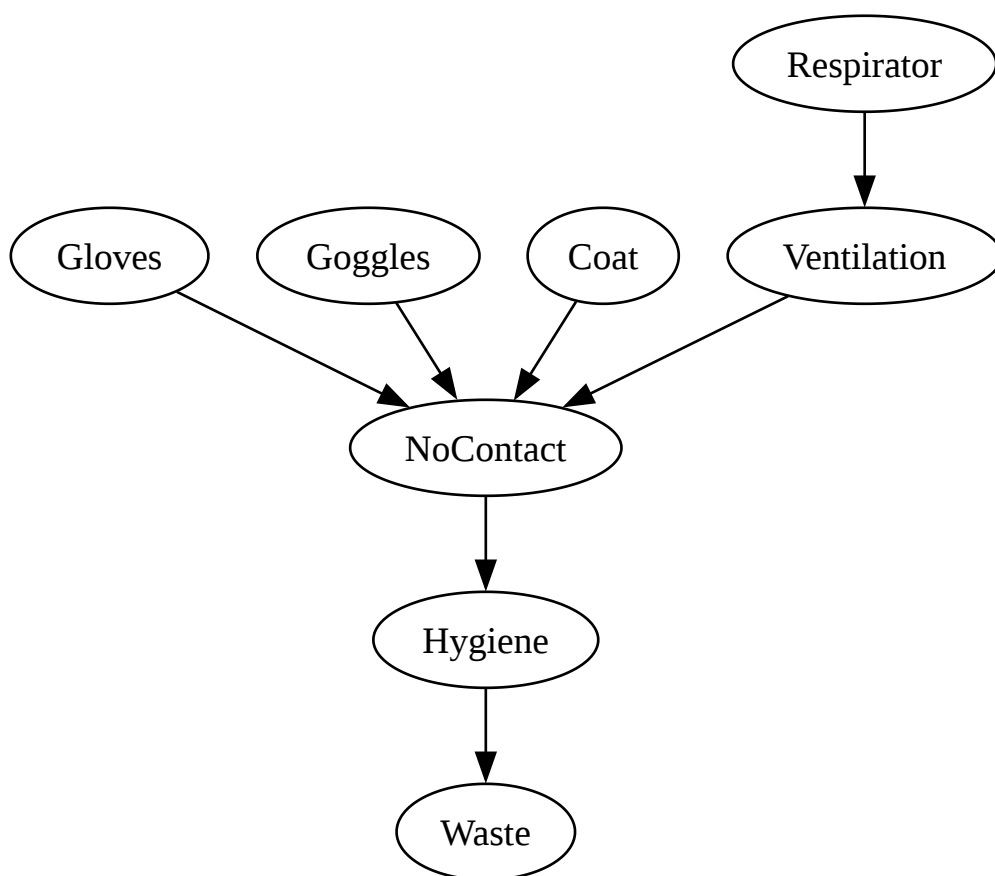 Respirator
Gloves
Goggles
Coat
Ventilation
NoContact
Hygiene
Waste